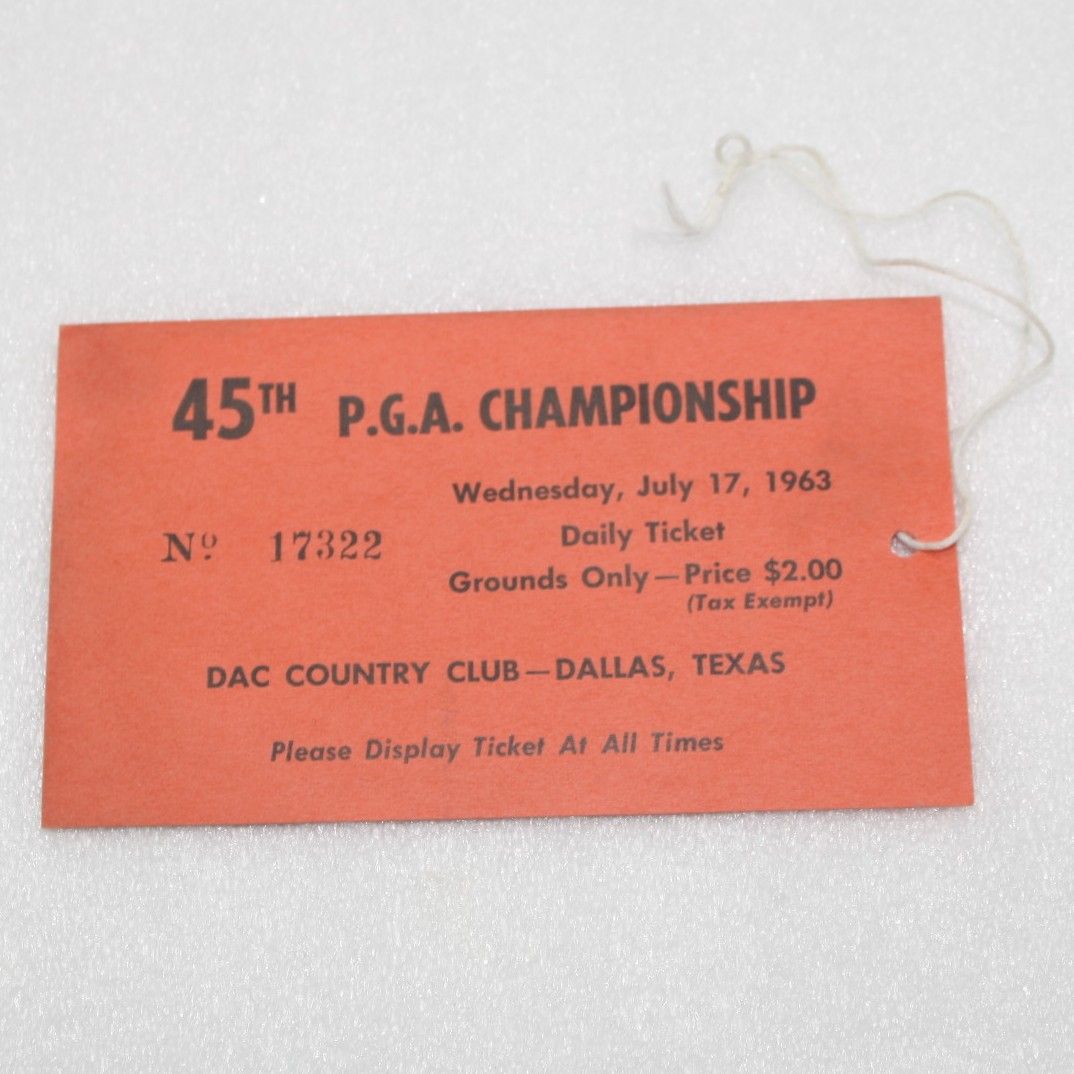 45TH P.G.A. CHAMPIONSHIP
Wednesday, July 17, 1963
Nº 17322
Daily Ticket
Grounds Only—Price $2.00
(Tax Exempt)
DAC COUNTRY CLUB—DALLAS, TEXAS
Please Display Ticket At All Times